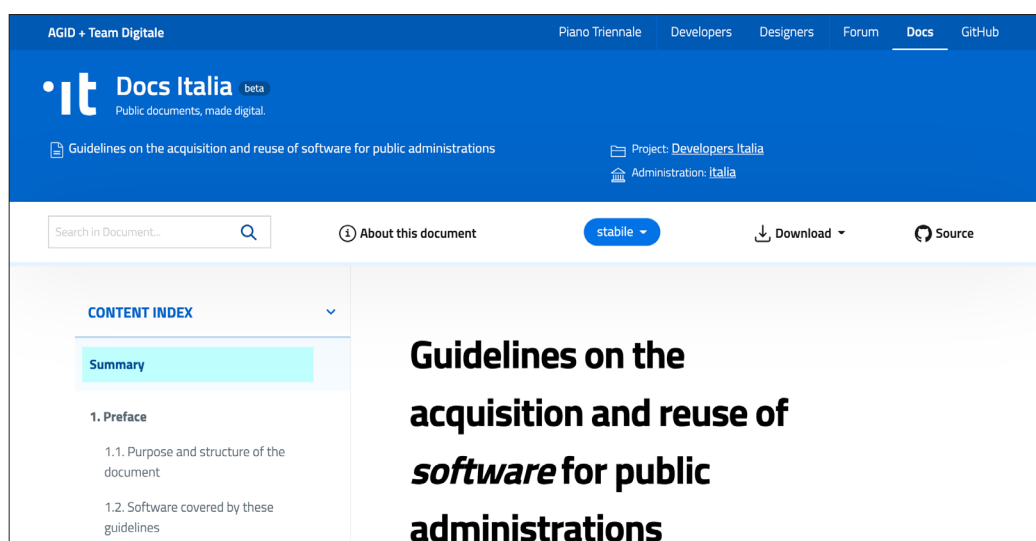 AGID + Team Digitale
Piano Triennale Developers Designers Forum Docs GitHub
·it
Docs Italia beta
Public documents, made digital.
Guidelines on the acquisition and reuse of software for public administrations
Project: Developers Italia
Administration: italia
Search in Document...
About this document
stabile
Download
Source
CONTENT INDEX
Summary
1. Preface
1.1. Purpose and structure of the
document
1.2. Software covered by these
guidelines
Guidelines on the
acquisition and reuse of
software for public
administrations